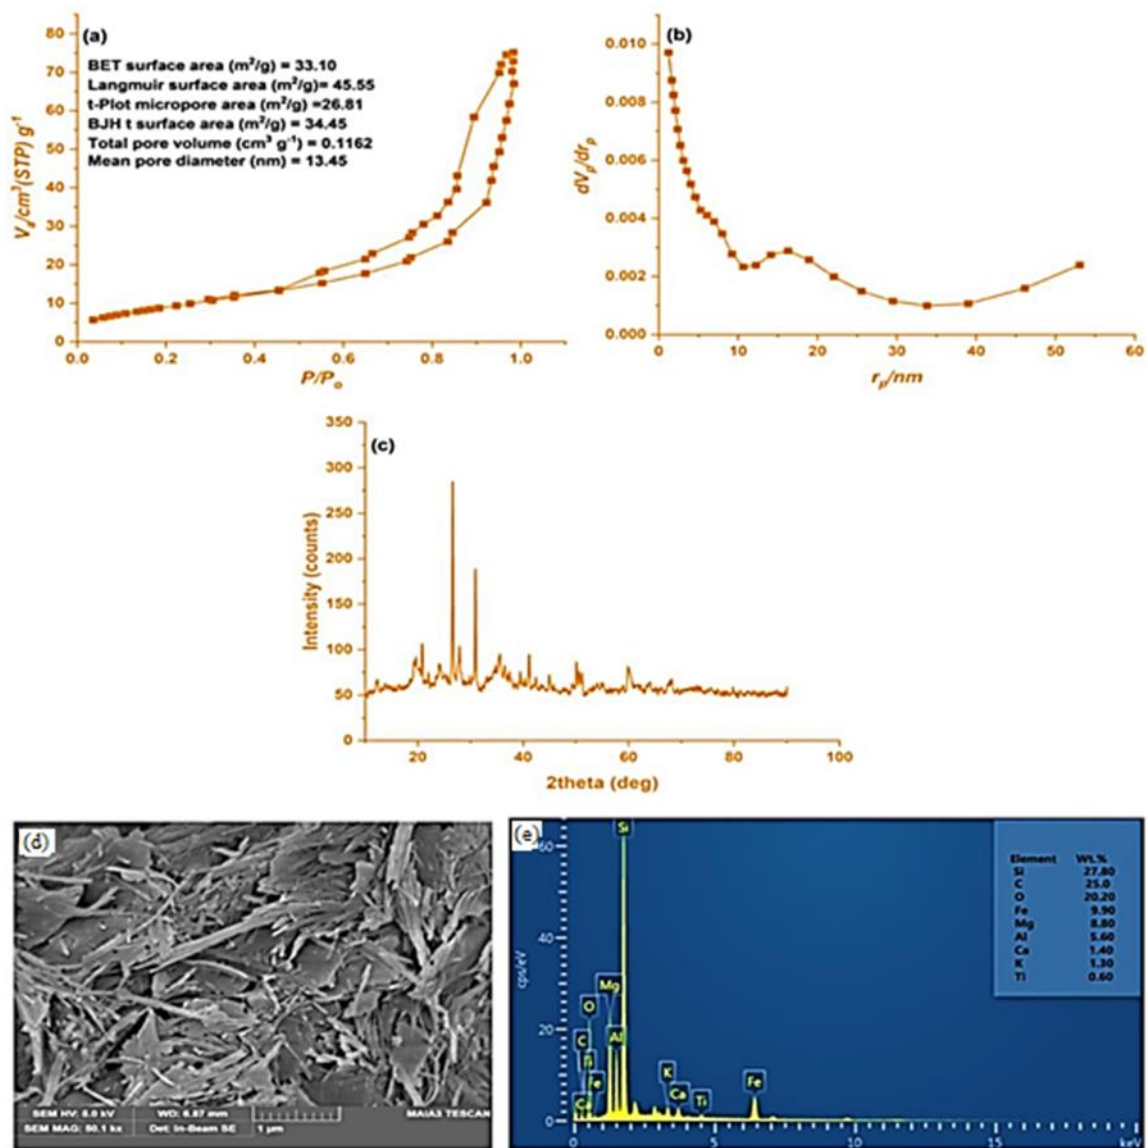 (a)
BET surface area (m²/g) = 33.10
Langmuir surface area (m²/g)= 45.55
t-Plot micropore area (m²/g) =26.81
BJH t surface area (m²/g) = 34.45
Total pore volume (cm³ g⁻¹) = 0.1162
Mean pore diameter (nm) = 13.45
Vₐ/cm³(STP) g⁻¹
80
70
60
50
40
30
20
10
0
0.0 0.2 0.4 0.6 0.8 1.0
P/Pₒ
(b)
dVₚ/drₚ
0.010
0.008
0.006
0.004
0.002
0.000
0 10 20 30 40 50 60
rₚ/nm
(c)
Intensity (counts)
350
300
250
200
150
100
50
0
20 40 60 80 100
2theta (deg)
(d)
SEM HV: 5.0 kV WD: 6.87 mm MAIA3 TESCAN
SEM MAG: 50.1 kx Det: In-Beam SE 1 µm
(e)
Si
60
40
20
0
cps/eV
Mg
O
C
Al
Ti
Fe
Ca
K
Ca
Ti
Fe
0 5 10 15 keV
Element Wt.%
Si 27.80
C 25.0
O 20.20
Fe 9.90
Mg 8.80
Al 5.60
Ca 1.40
K 1.30
Ti 0.60